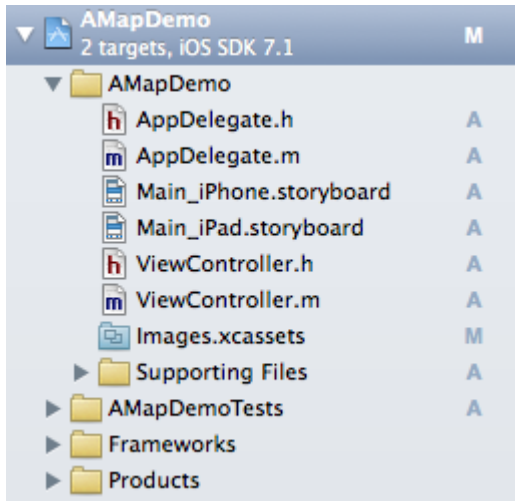 AMapDemo
2 targets, iOS SDK 7.1 M
AMapDemo
h AppDelegate.h A
m AppDelegate.m A
Main_iPhone.storyboard A
Main_iPad.storyboard A
h ViewController.h A
m ViewController.m A
Images.xcassets M
Supporting Files A
AMapDemoTests A
Frameworks
Products